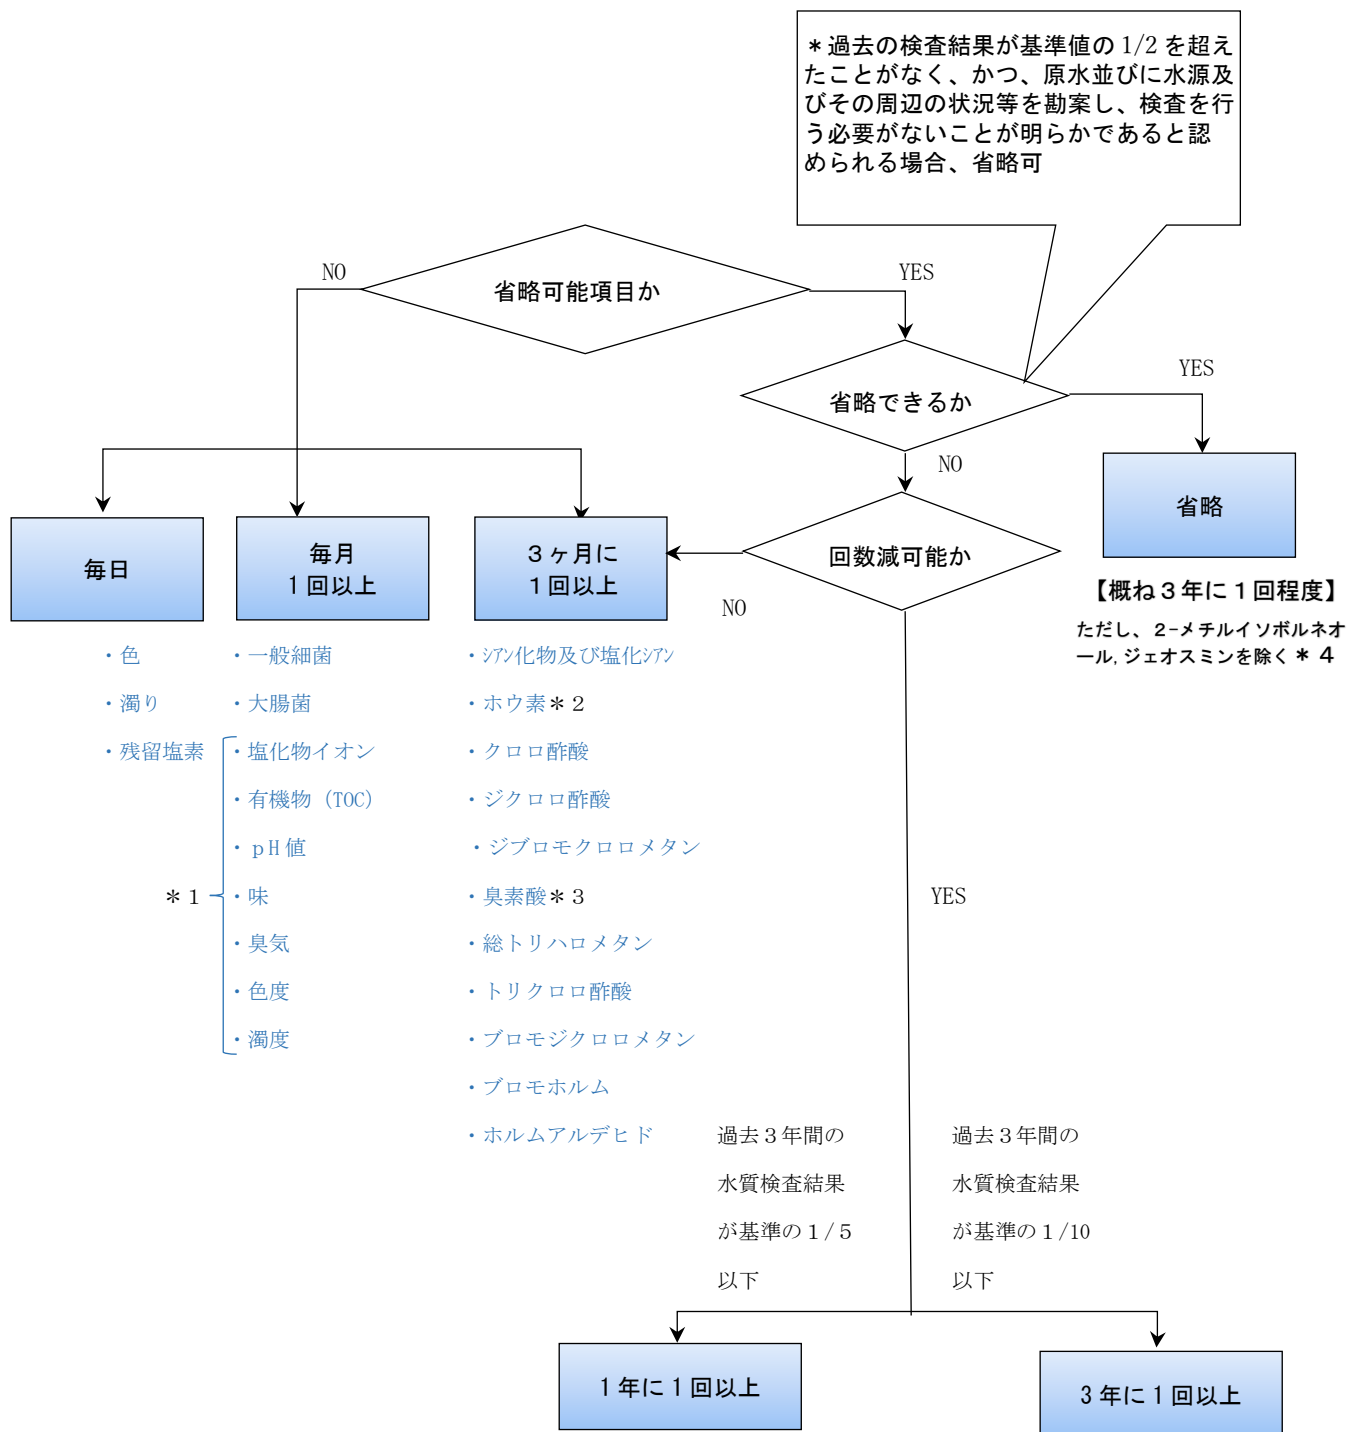 ＊過去の検査結果が基準値の 1/2 を超え
たことがなく、かつ、原水並びに水源及
びその周辺の状況等を勘案し、検査を行
う必要がないことが明らかであると認
められる場合、省略可
NO
省略可能項目か
YES
省略できるか
YES
NO
省略
【概ね３年に１回程度】
ただし、２-メチルイソボルネオ
ール,ジェオスミンを除く＊４
回数減可能か
NO
YES
毎日
・色
・濁り
・残留塩素
毎月
１回以上
・一般細菌
・大腸菌
・塩化物イオン
・有機物（TOC）
・ｐH 値
＊１
・味
・臭気
・色度
・濁度
３ヶ月に
１回以上
・ｼｱﾝ化物及び塩化ｼｱﾝ
・ホウ素＊２
・クロロ酢酸
・ジクロロ酢酸
・ジブロモクロロメタン
・臭素酸＊３
・総トリハロメタン
・トリクロロ酢酸
・ブロモジクロロメタン
・ブロモホルム
・ホルムアルデヒド
過去３年間の
水質検査結果
が基準の１/５
以下
過去３年間の
水質検査結果
が基準の１/10
以下
１年に１回以上
３年に１回以上